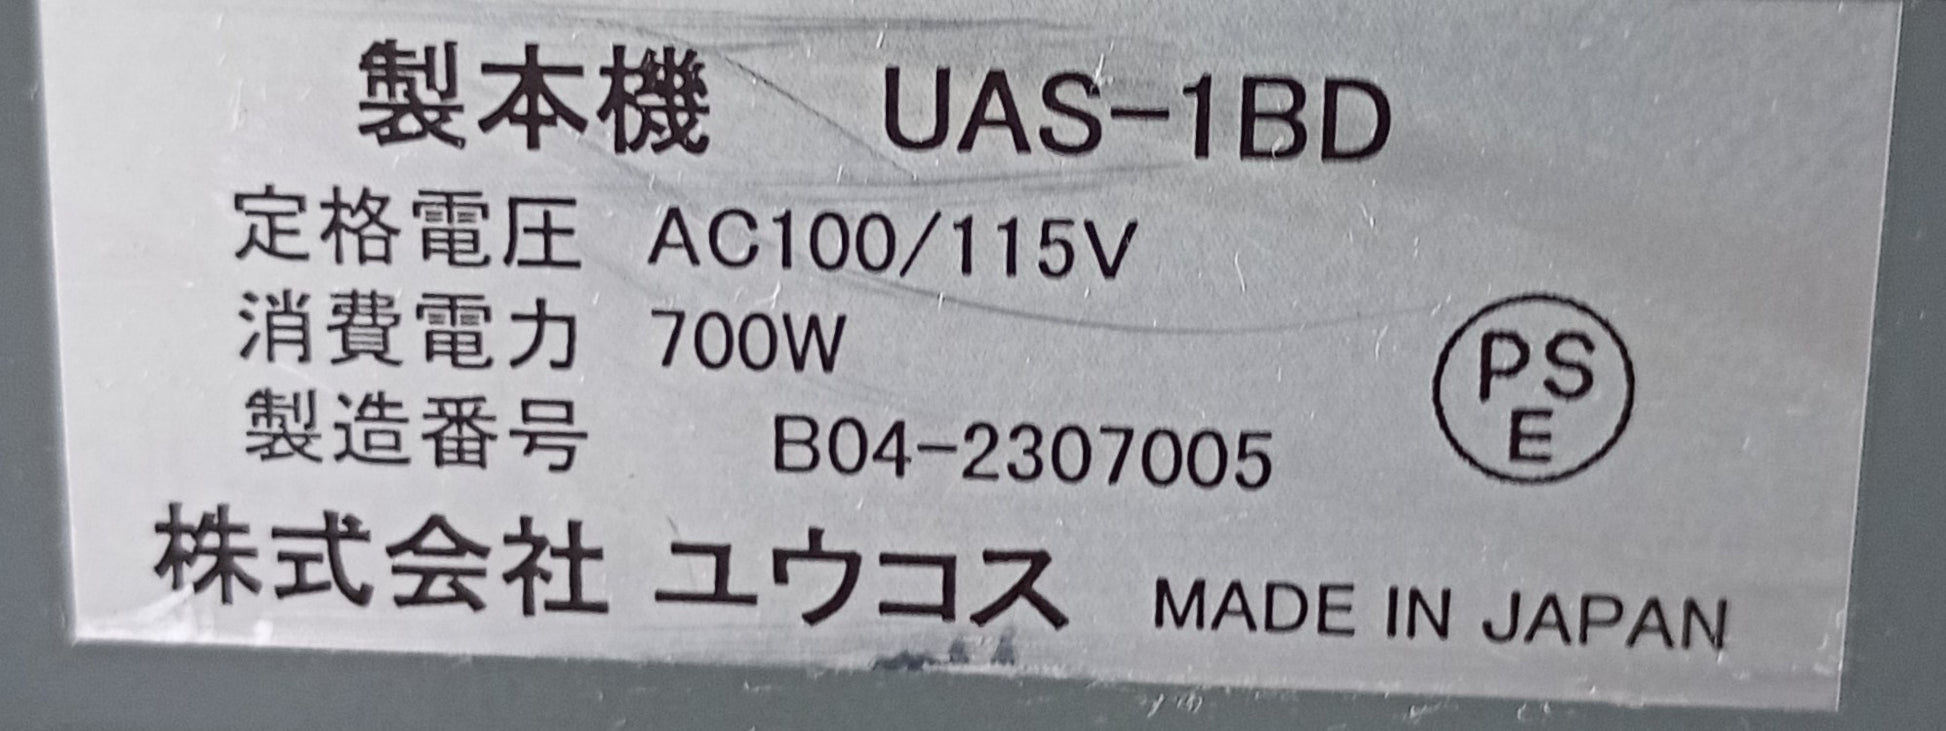 製本機 UAS-1BD
定格電圧 AC100/115V
消費電力 700W
PS
E
製造番号 B04-2307005
株式会社 ユウコス MADE IN JAPAN